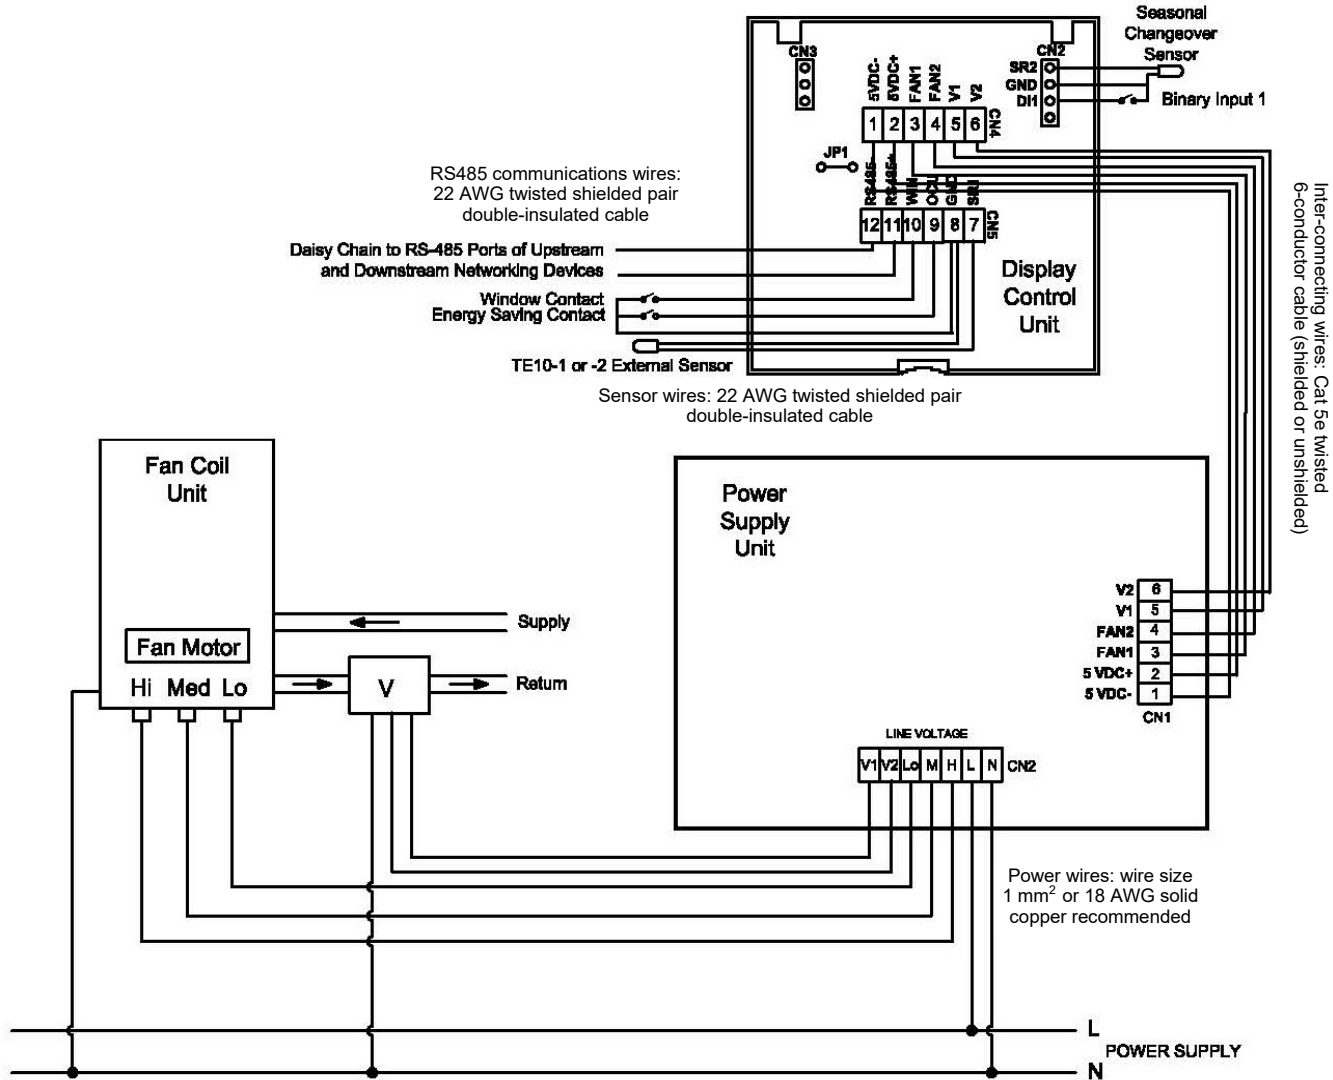 Seasonal
Changeover
Sensor
CN3
CN2
SR2
GND
DI1
Binary Input 1
5VDC-
5VDC+
FAN1
FAN2
V1
V2
1 2 3 4 5 6
CN4
JP1
RS485-
RS485+
WIN
OCU
GND
SR1
12 11 10 9 8 7
CN5
RS485 communications wires:
22 AWG twisted shielded pair
double-insulated cable
Daisy Chain to RS-485 Ports of Upstream
and Downstream Networking Devices
Window Contact
Energy Saving Contact
TE10-1 or -2 External Sensor
Display
Control
Unit
Sensor wires: 22 AWG twisted shielded pair
double-insulated cable
Inter-connecting wires: Cat 5e twisted
6-conductor cable (shielded or unshielded)
Fan Coil
Unit
Fan Motor
Hi Med Lo
Supply
V
Return
Power
Supply
Unit
V2 6
V1 5
FAN2 4
FAN1 3
5 VDC+ 2
5 VDC- 1
CN1
LINE VOLTAGE
V1 V2 Lo M H L N CN2
Power wires: wire size
1 mm² or 18 AWG solid
copper recommended
L
POWER SUPPLY
N